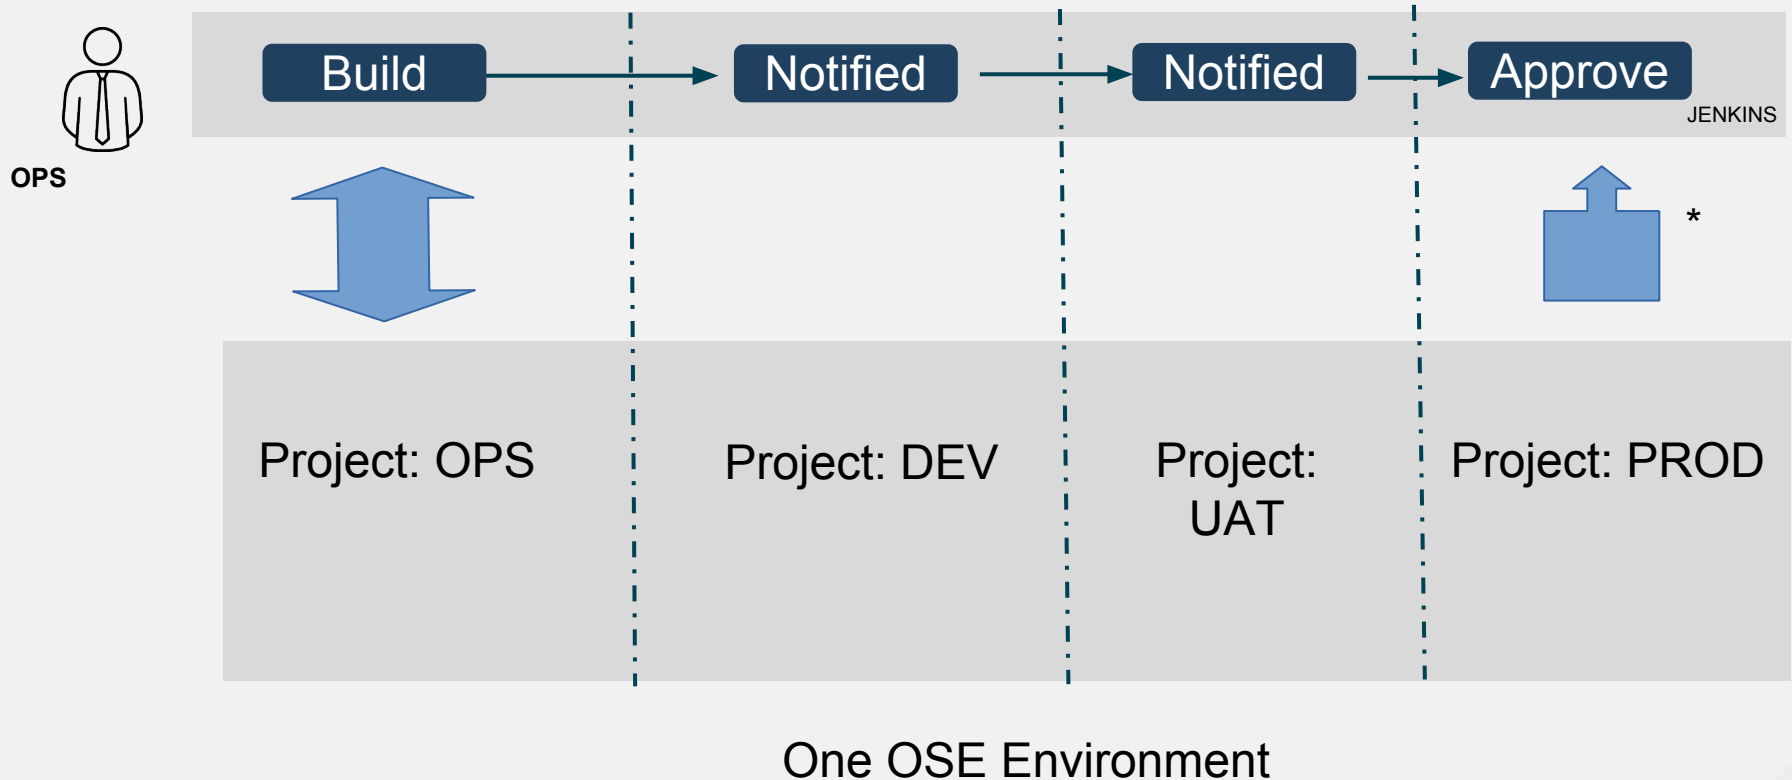 Build
Notified
Notified
Approve
JENKINS
OPS
*
Project: OPS
Project: DEV
Project:
UAT
Project: PROD
One OSE Environment